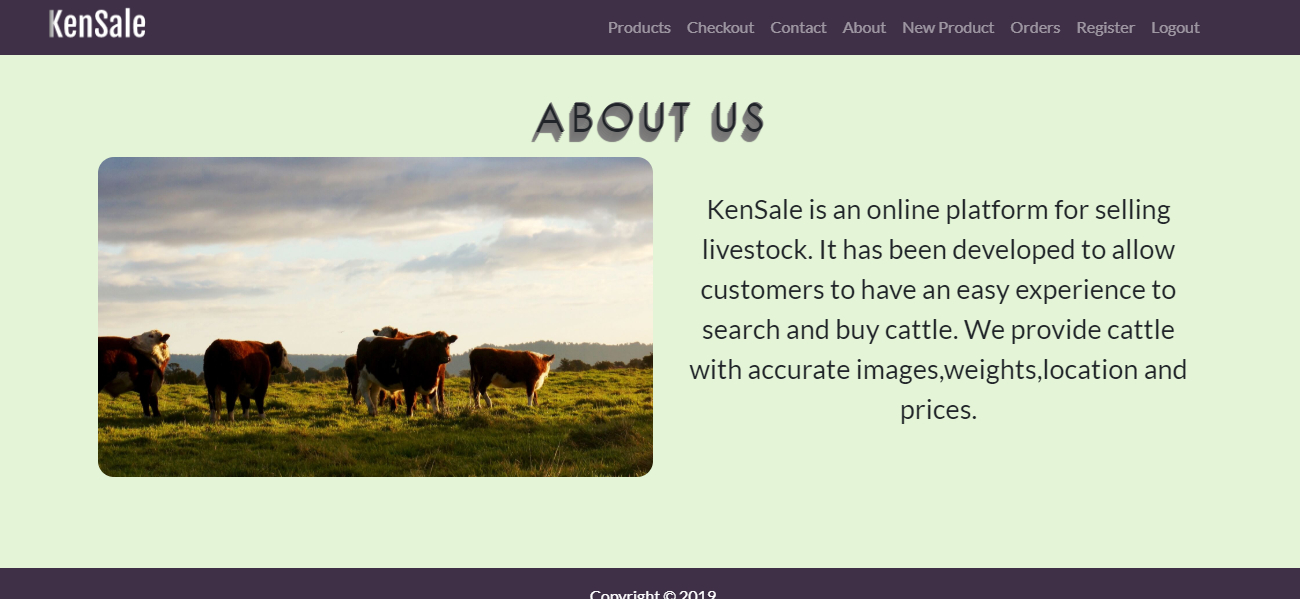 KenSale
Products Checkout Contact About New Product Orders Register Logout
ABOUT US
KenSale is an online platform for selling
livestock. It has been developed to allow
customers to have an easy experience to
search and buy cattle. We provide cattle
with accurate images,weights,location and
prices.
Copyright © 2019